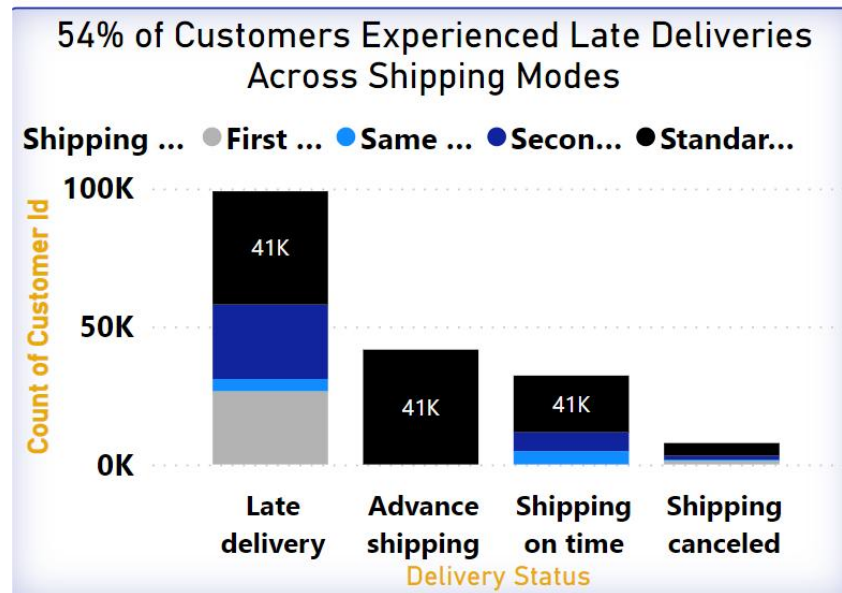 54% of Customers Experienced Late Deliveries
Across Shipping Modes
Shipping ... First ... Same ... Secon... Standar...
Count of Customer Id
100K
50K
0K
41K
41K
41K
Late delivery
Advance shipping
Shipping on time
Shipping canceled
Delivery Status